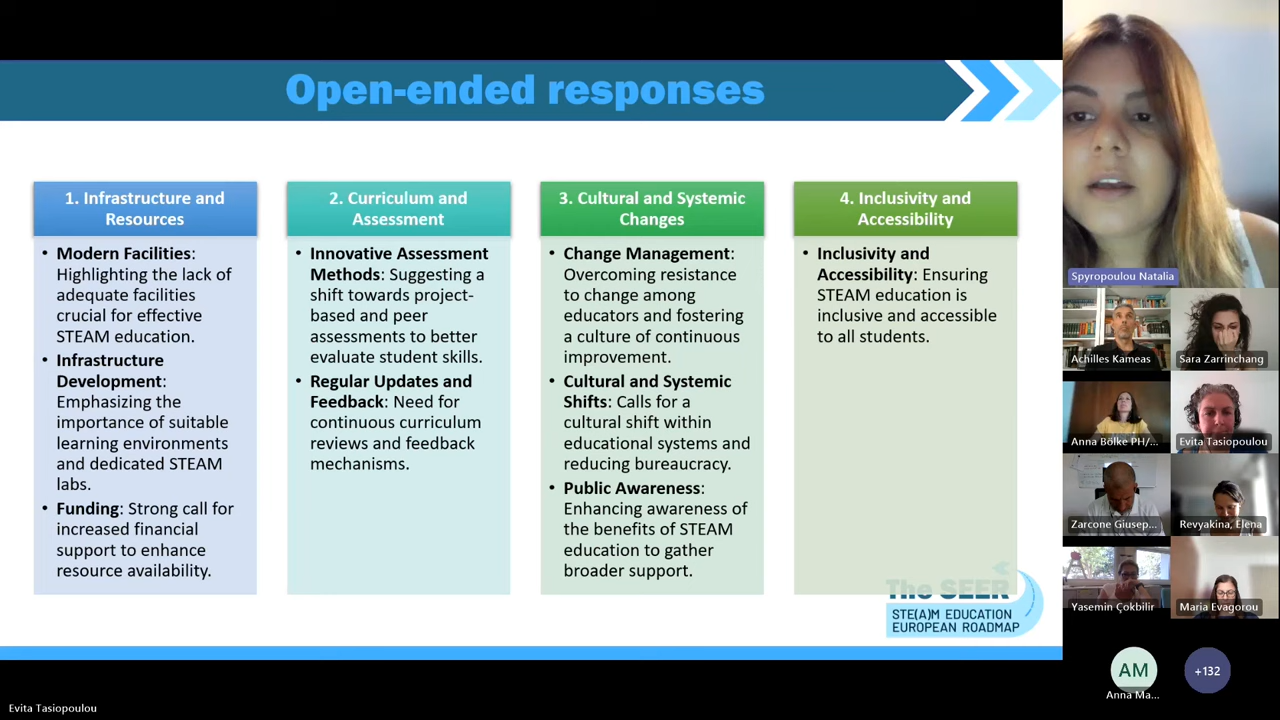 Open-ended responses
1. Infrastructure and
Resources
• Modern Facilities:
Highlighting the lack of
adequate facilities
crucial for effective
STEAM education.
• Infrastructure
Development:
Emphasizing the
importance of suitable
learning environments
and dedicated STEAM
labs.
• Funding: Strong call for
increased financial
support to enhance
resource availability.
2. Curriculum and
Assessment
• Innovative Assessment
Methods: Suggesting a
shift towards project-
based and peer
assessments to better
evaluate student skills.
• Regular Updates and
Feedback: Need for
continuous curriculum
reviews and feedback
mechanisms.
3. Cultural and Systemic
Changes
• Change Management:
Overcoming resistance
to change among
educators and fostering
a culture of continuous
improvement.
• Cultural and Systemic
Shifts: Calls for a
cultural shift within
educational systems and
reducing bureaucracy.
• Public Awareness:
Enhancing awareness of
the benefits of STEAM
education to gather
broader support.
4. Inclusivity and
Accessibility
• Inclusivity and
Accessibility: Ensuring
STEAM education is
inclusive and accessible
to all students.
The SEER
STE(A)M EDUCATION
EUROPEAN ROADMAP
Spyropoulou Natalia
Achilles Kameas
Sara Zarrinchang
Anna Bölke PH/...
Evita Tasiopoulou
Zarcone Giusep...
Revyakina, Elena
Yasemin Çokbilir
Maria Evagorou
AM
Anna Ma...
+132
Evita Tasiopoulou